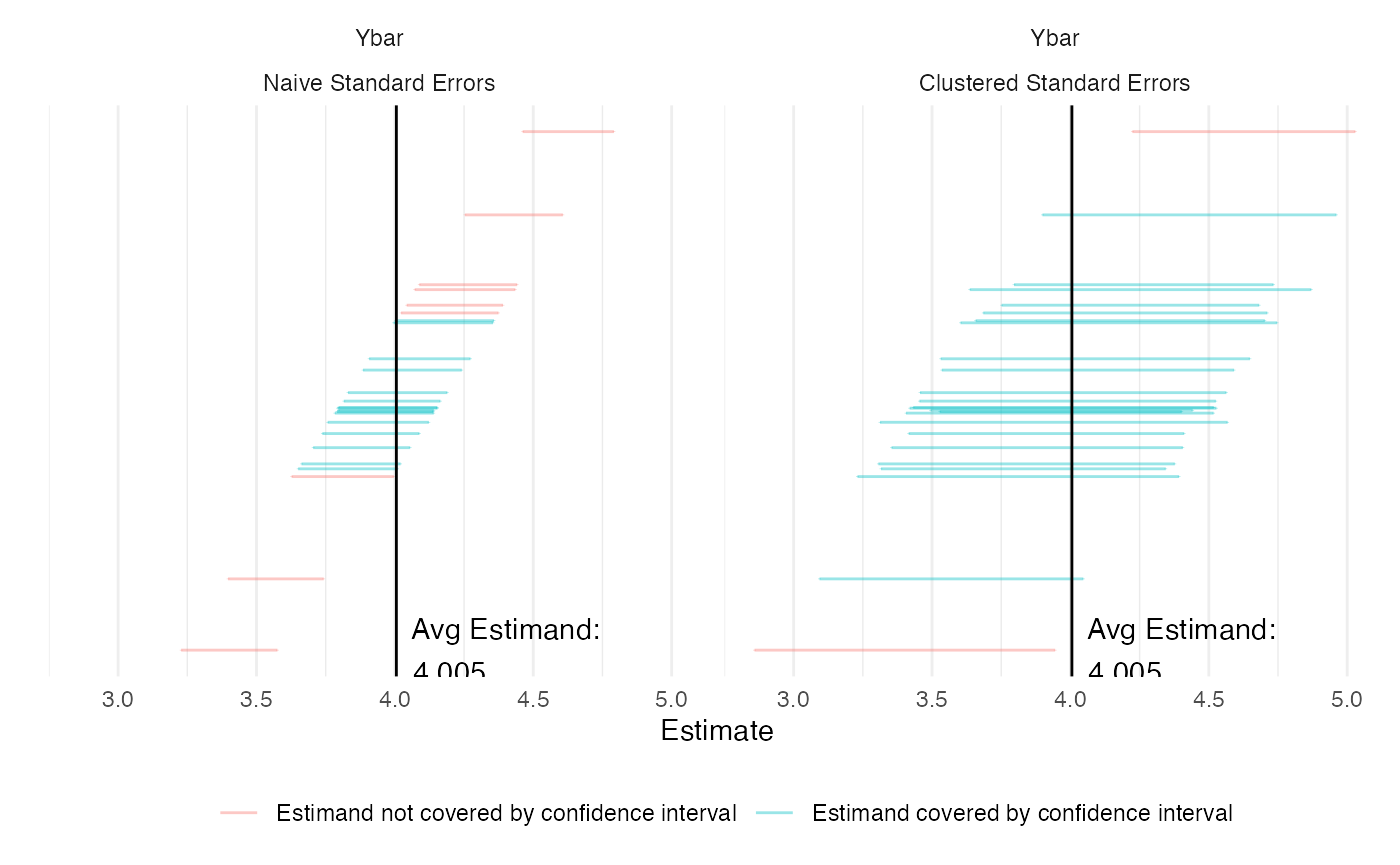 Ybar
Naive Standard Errors
Ybar
Clustered Standard Errors
Avg Estimand:
4.005
Avg Estimand:
4.005
3.0 3.5 4.0 4.5 5.0
3.0 3.5 4.0 4.5 5.0
Estimate
Estimand not covered by confidence interval
Estimand covered by confidence interval